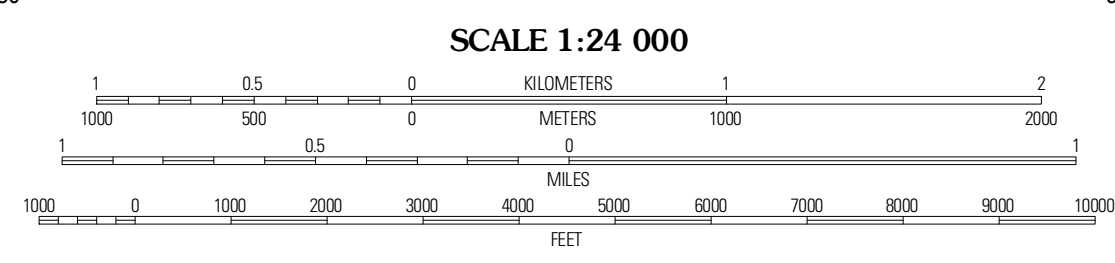 SCALE 1:24 000
1 0.5 0 KILOMETERS 1 2
1000 500 0 METERS 1000 2000
1 0.5 0 1
MILES
1000 0 1000 2000 3000 4000 5000 6000 7000 8000 9000 10000
FEET